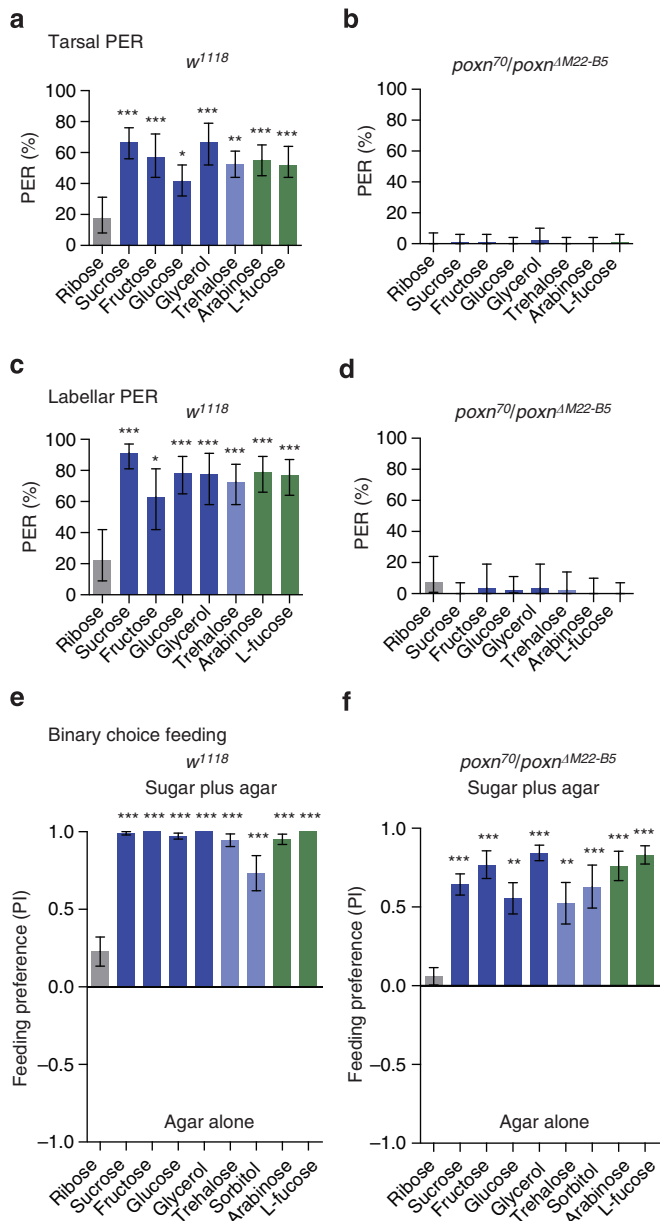 a
Tarsal PER
w1118
PER (%)
100
80
60
40
20
0
***
***
*
***
**
***
***
Ribose
Sucrose
Fructose
Glucose
Glycerol
Trehalose
Arabinose
L-fucose
b
poxn70/poxnΔM22-B5
PER (%)
100
80
60
40
20
0
Ribose
Sucrose
Fructose
Glucose
Glycerol
Trehalose
Arabinose
L-fucose
c
Labellar PER
w1118
PER (%)
100
80
60
40
20
0
***
*
***
***
***
***
***
Ribose
Sucrose
Fructose
Glucose
Glycerol
Trehalose
Arabinose
L-fucose
d
poxn70/poxnΔM22-B5
PER (%)
100
80
60
40
20
0
Ribose
Sucrose
Fructose
Glucose
Glycerol
Trehalose
Arabinose
L-fucose
e
Binary choice feeding
w1118
Sugar plus agar
Feeding preference (PI)
1.0
0.5
0.0
–0.5
–1.0
***
***
***
***
***
***
***
***
Agar alone
Ribose
Sucrose
Fructose
Glucose
Glycerol
Trehalose
Sorbitol
Arabinose
L-fucose
f
poxn70/poxnΔM22-B5
Sugar plus agar
Feeding preference (PI)
1.0
0.5
0.0
–0.5
–1.0
***
***
**
***
**
***
***
***
Agar alone
Ribose
Sucrose
Fructose
Glucose
Glycerol
Trehalose
Sorbitol
Arabinose
L-fucose